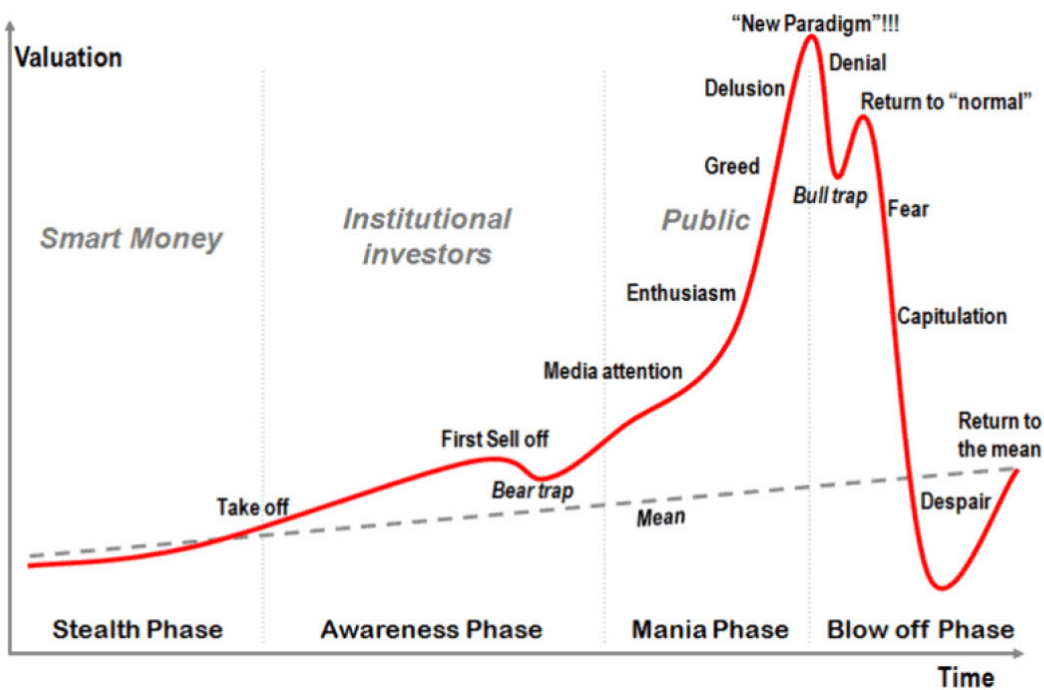 “New Paradigm”!!!
Valuation
Denial
Delusion
Return to “normal”
Greed
Bull trap
Fear
Smart Money
Institutional
investors
Public
Enthusiasm
Capitulation
Media attention
First Sell off
Return to
the mean
Bear trap
Take off
Mean
Despair
Stealth Phase
Awareness Phase
Mania Phase
Blow off Phase
Time